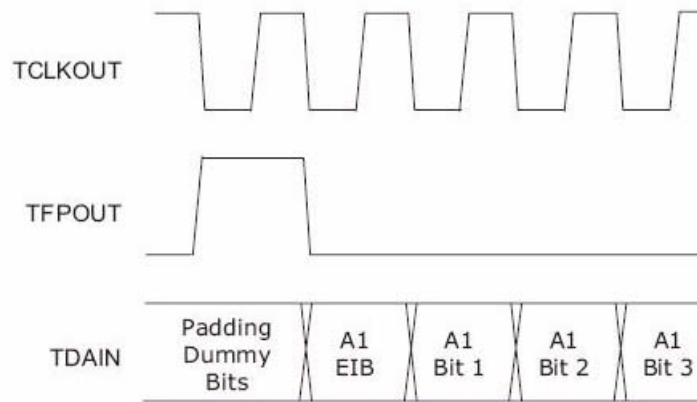 TCLKOUT
TFPOUT
TDAIN
Padding
Dummy
Bits
A1
EIB
A1
Bit 1
A1
Bit 2
A1
Bit 3